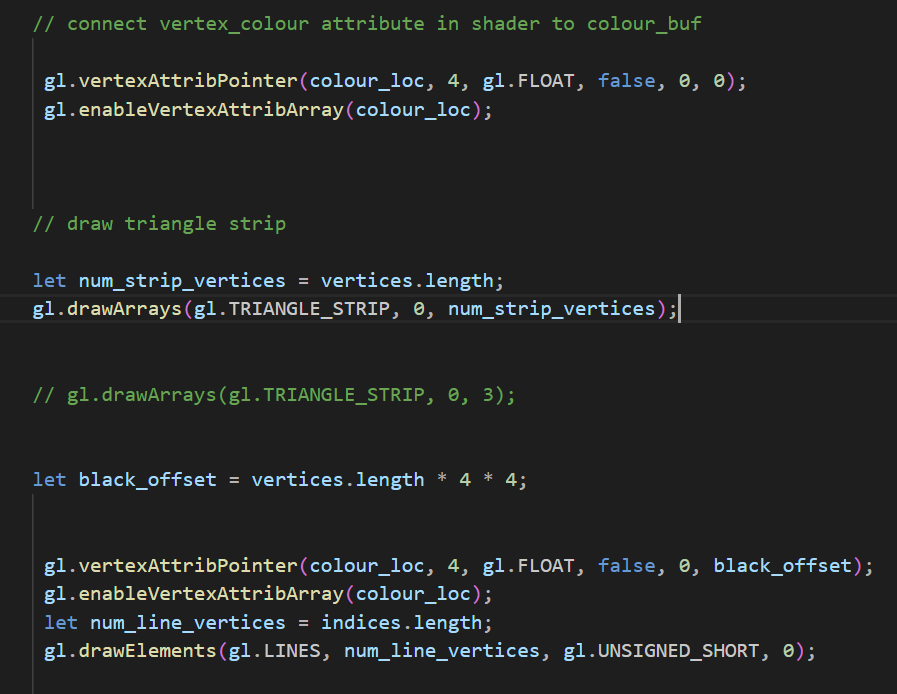 // connect vertex_colour attribute in shader to colour_buf
gl.vertexAttribPointer(colour_loc, 4, gl.FLOAT, false, 0, 0);
gl.enableVertexAttribArray(colour_loc);
// draw triangle strip
let num_strip_vertices = vertices.length;
gl.drawArrays(gl.TRIANGLE_STRIP, 0, num_strip_vertices);
// gl.drawArrays(gl.TRIANGLE_STRIP, 0, 3);
let black_offset = vertices.length * 4 * 4;
gl.vertexAttribPointer(colour_loc, 4, gl.FLOAT, false, 0, black_offset);
gl.enableVertexAttribArray(colour_loc);
let num_line_vertices = indices.length;
gl.drawElements(gl.LINES, num_line_vertices, gl.UNSIGNED_SHORT, 0);